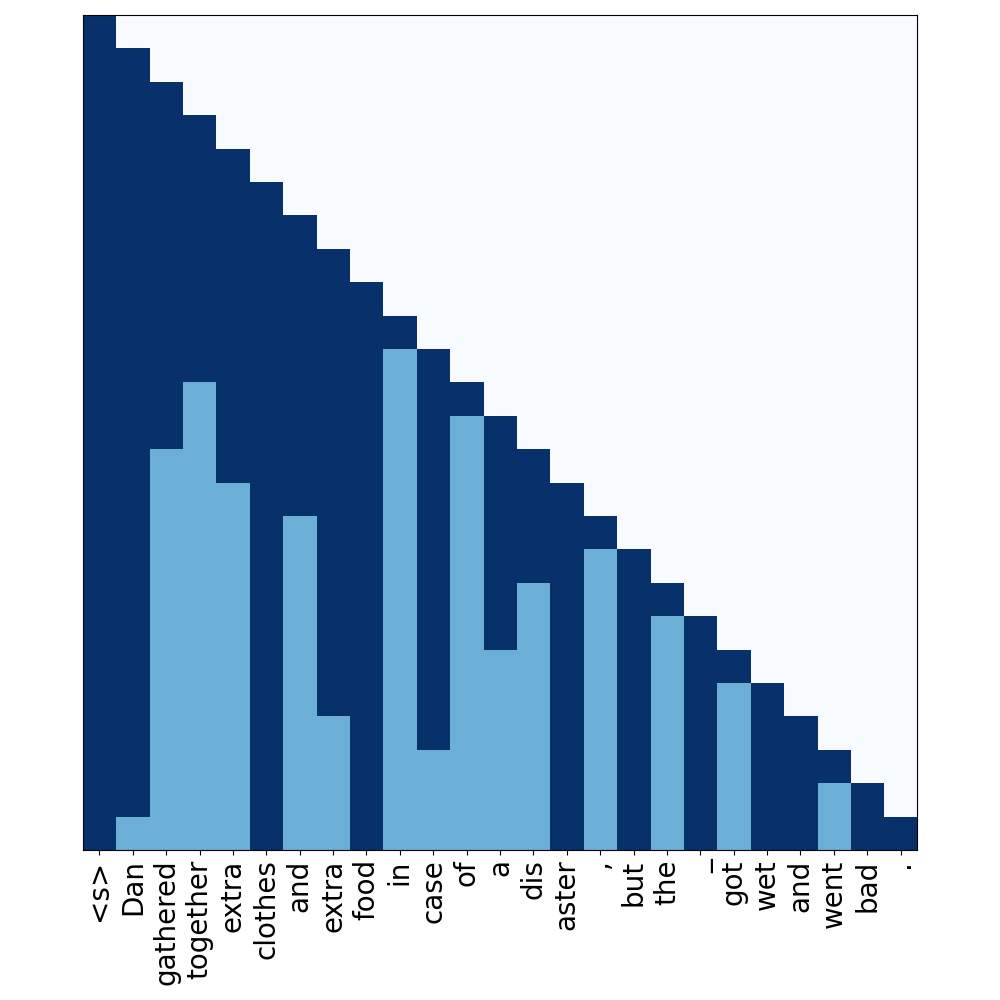 <s> Dan gathered together extra clothes and extra food in case of a dis aster , but the _ got wet and went bad .